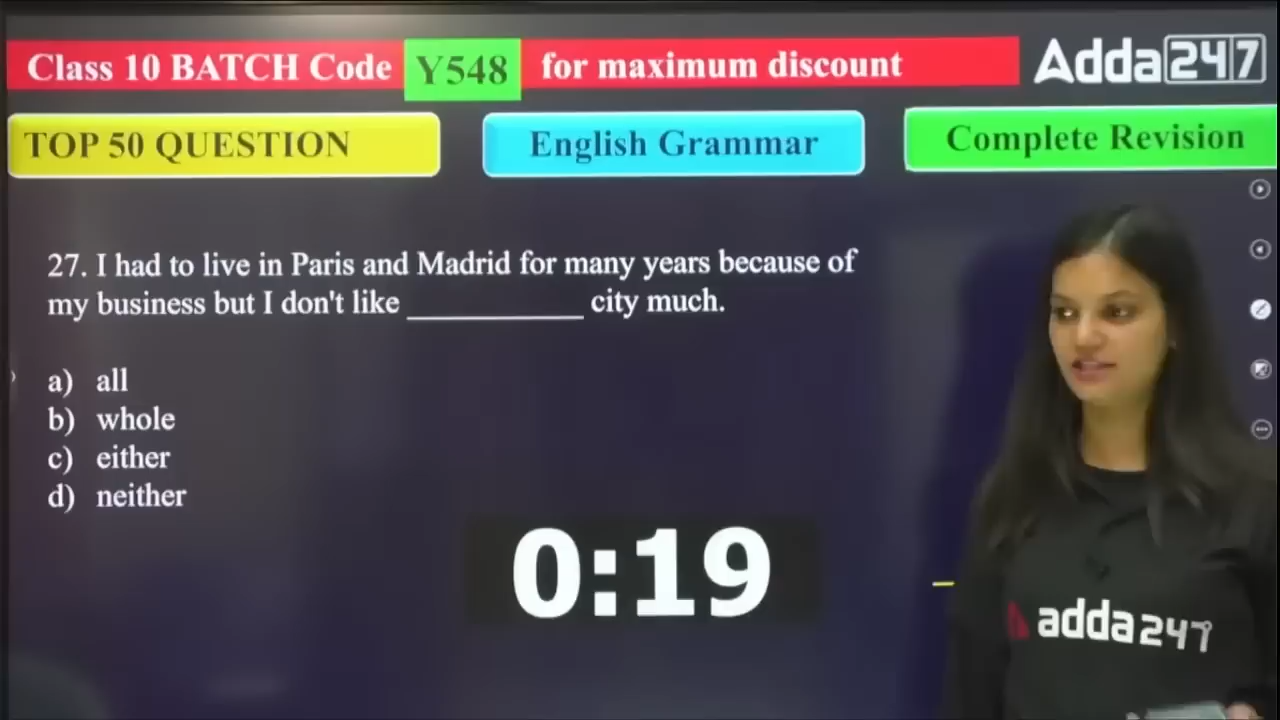 Class 10 BATCH Code Y548 for maximum discount
Adda247
TOP 50 QUESTION
English Grammar
Complete Revision
27. I had to live in Paris and Madrid for many years because of
my business but I don't like __________ city much.
a) all
b) whole
c) either
d) neither
0:19
adda247